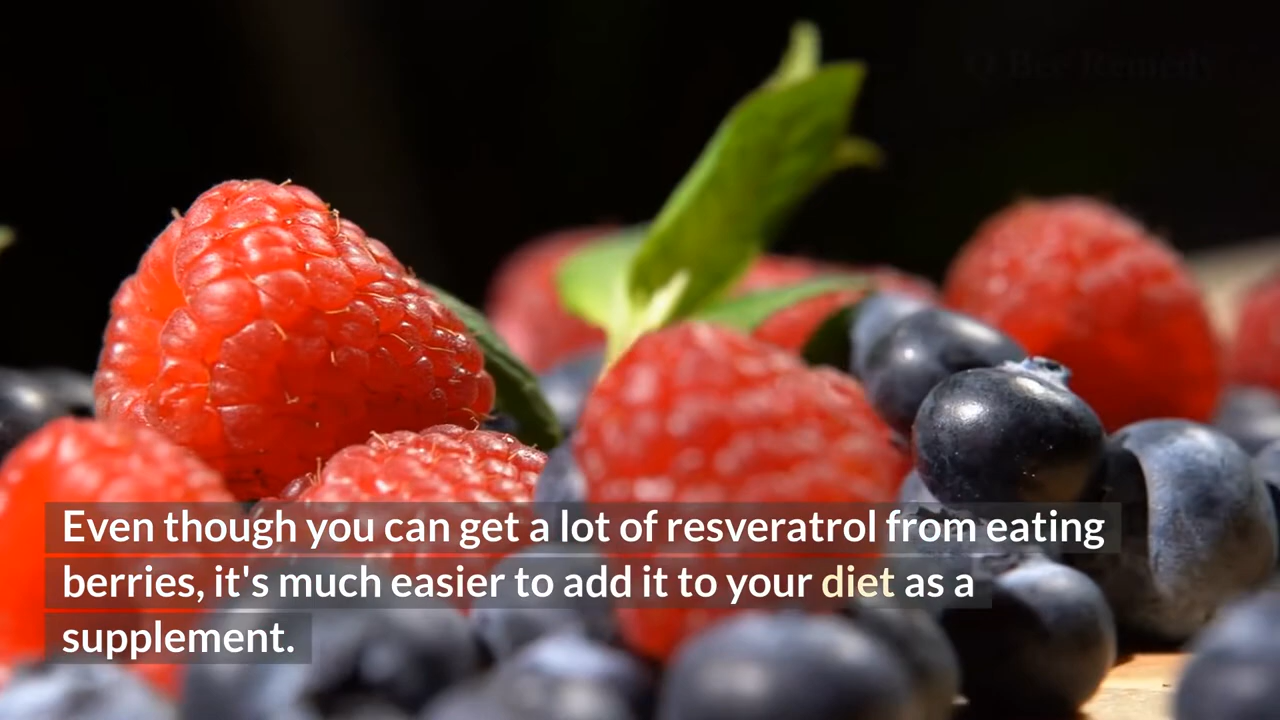 Even though you can get a lot of resveratrol from eating
berries, it's much easier to add it to your diet as a
supplement.